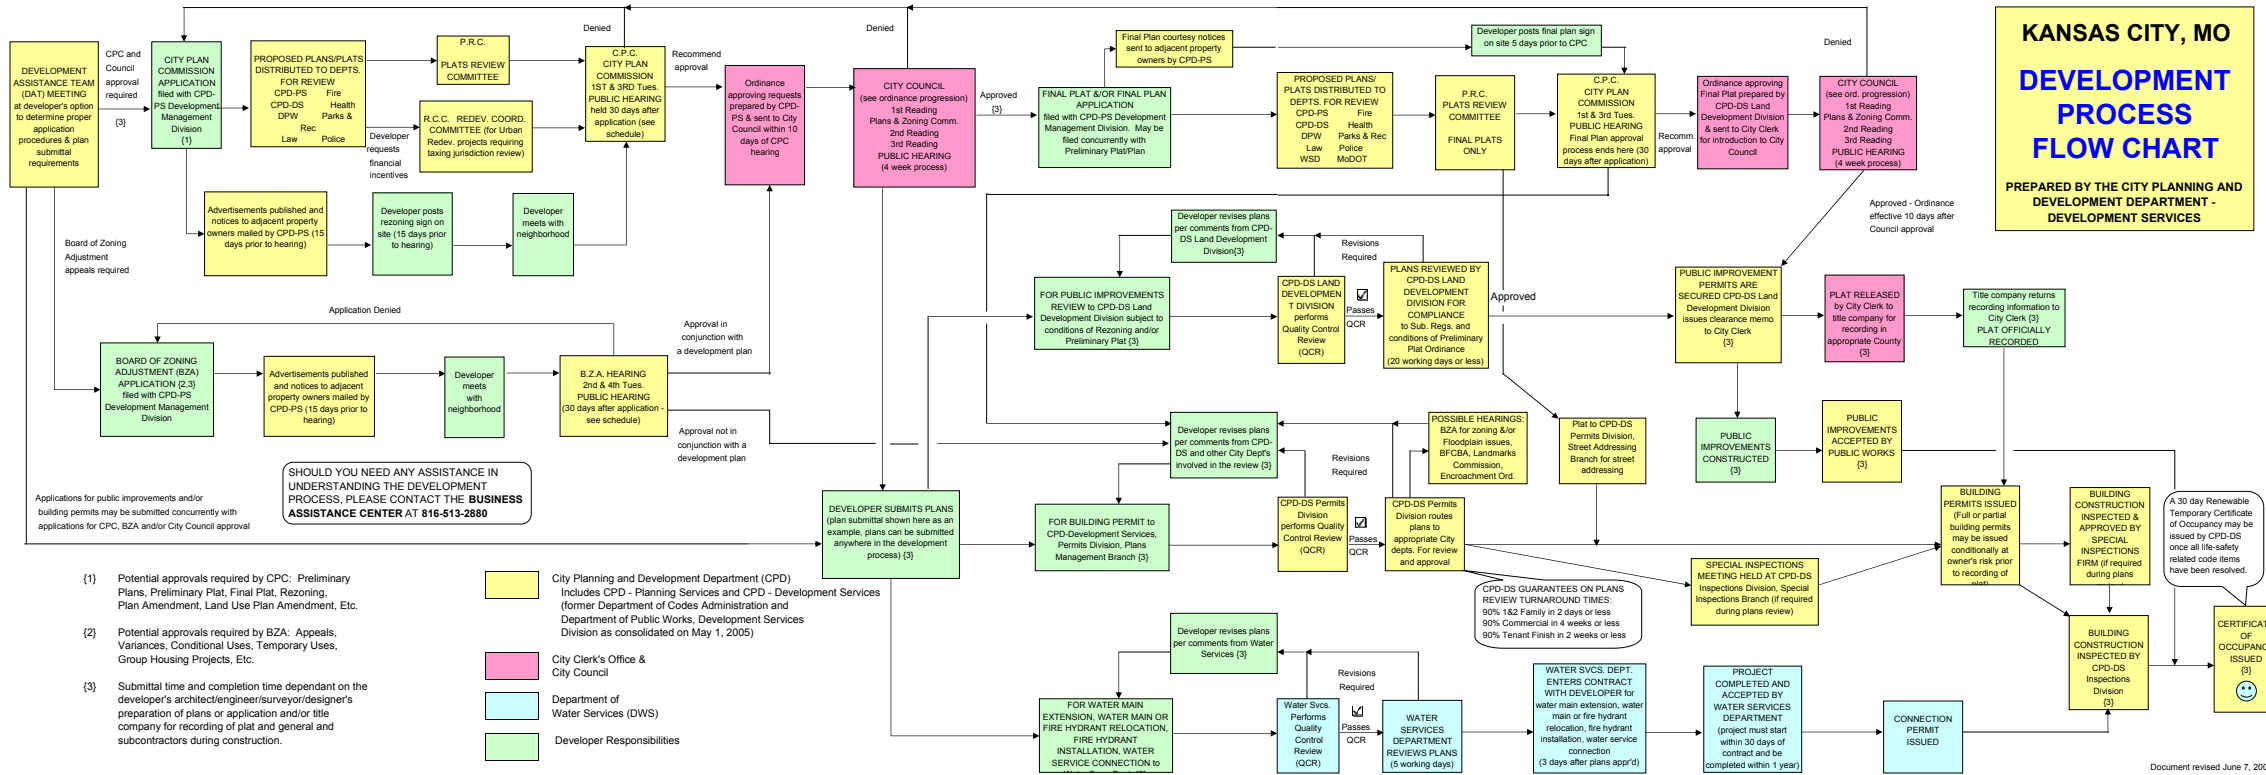 KANSAS CITY, MO
DEVELOPMENT
PROCESS
FLOW CHART
PREPARED BY THE CITY PLANNING AND
DEVELOPMENT DEPARTMENT -
DEVELOPMENT SERVICES
DEVELOPMENT
ASSISTANCE TEAM
(DAT) MEETING
at developer's option
to determine proper
application
procedures & plan
submittal
requirements
CPC and
Council
approval
required
{3}
CITY PLAN
COMMISSION
APPLICATION
filed with CPD-
PS Development
Management
Division
{1}
PROPOSED PLANS/PLATS
DISTRIBUTED TO DEPTS.
FOR REVIEW
CPD-PS Fire
CPD-DS Health
DPW Parks &
Rec
Law Police
Developer
requests
financial
incentives
P.R.C.
PLATS REVIEW
COMMITTEE
R.C.C. REDEV. COORD.
COMMITTEE (for Urban
Redev. projects requiring
taxing jurisdiction review)
Denied
C.P.C.
CITY PLAN
COMMISSION
1ST & 3RD Tues.
PUBLIC HEARING
held 30 days after
application (see
schedule)
Recommend
approval
Ordinance
approving requests
prepared by CPD-
PS & sent to City
Council within 10
days of CPC
hearing
Denied
CITY COUNCIL
(see ordinance progression)
1st Reading
Plans & Zoning Comm.
2nd Reading
3rd Reading
PUBLIC HEARING
(4 week process)
Approved
{3}
FINAL PLAT &/OR FINAL PLAN
APPLICATION
filed with CPD-PS Development
Management Division. May be
filed concurrently with
Preliminary Plat/Plan
Final Plan courtesy notices
sent to adjacent property
owners by CPD-PS
Developer posts final plan sign
on site 5 days prior to CPC
PROPOSED PLANS/
PLATS DISTRIBUTED TO
DEPTS. FOR REVIEW
CPD-PS Fire
CPD-DS Health
DPW Parks & Rec
Law Police
WSD MoDOT
P.R.C.
PLATS REVIEW
COMMITTEE
FINAL PLATS
ONLY
C.P.C.
CITY PLAN
COMMISSION
1st & 3rd Tues.
PUBLIC HEARING
Final Plan approval
process ends here (30
days after application)
Recomm.
approval
Ordinance approving
Final Plat prepared by
CPD-DS Land
Development Division
& sent to City Clerk
for introduction to City
Council
Denied
CITY COUNCIL
(see ord. progression)
1st Reading
Plans & Zoning Comm.
2nd Reading
3rd Reading
PUBLIC HEARING
(4 week process)
Approved - Ordinance
effective 10 days after
Council approval
Board of Zoning
Adjustment
appeals required
Advertisements published and
notices to adjacent property
owners mailed by CPD-PS (15
days prior to hearing)
Developer posts
rezoning sign on
site (15 days prior
to hearing)
Developer
meets with
neighborhood
Application Denied
BOARD OF ZONING
ADJUSTMENT (BZA)
APPLICATION {2,3}
filed with CPD-PS
Development Management
Division
Advertisements published
and notices to adjacent
property owners mailed by
CPD-PS (15 days prior to
hearing)
Developer
meets
with
neighborhood
B.Z.A. HEARING
2nd & 4th Tues.
PUBLIC HEARING
(30 days after application -
see schedule)
Approval in
conjunction with
a development plan
Approval not in
conjunction with a
development plan
SHOULD YOU NEED ANY ASSISTANCE IN
UNDERSTANDING THE DEVELOPMENT
PROCESS, PLEASE CONTACT THE BUSINESS
ASSISTANCE CENTER AT 816-513-2880
Applications for public improvements and/or
building permits may be submitted concurrently with
applications for CPC, BZA and/or City Council approval
DEVELOPER SUBMITS PLANS
(plan submittal shown here as an
example, plans can be submitted
anywhere in the development
process) {3}
Developer revises plans
per comments from CPD-
DS Land Development
Division{3}
Revisions
Required
FOR PUBLIC IMPROVEMENTS
REVIEW to CPD-DS Land
Development Division subject to
conditions of Rezoning and/or
Preliminary Plat {3}
CPD-DS LAND
DEVELOPMEN
T DIVISION
performs
Quality Control
Review
(QCR)
Passes
QCR
PLANS REVIEWED BY
CPD-DS LAND
DEVELOPMENT
DIVISION FOR
COMPLIANCE
to Sub. Regs. and
conditions of Preliminary
Plat Ordinance
(20 working days or less)
Approved
PUBLIC IMPROVEMENT
PERMITS ARE
SECURED CPD-DS Land
Development Division
issues clearance memo
to City Clerk
{3}
PLAT RELEASED
by City Clerk to
title company for
recording in
appropriate County
{3}
Title company returns
recording information to
City Clerk {3}
PLAT OFFICIALLY
RECORDED
Developer revises plans
per comments from CPD-
DS and other City Dept's
involved in the review {3}
Revisions
Required
POSSIBLE HEARINGS:
BZA for zoning &/or
Floodplain issues,
BFCBA, Landmarks
Commission,
Encroachment Ord.
Plat to CPD-DS
Permits Division,
Street Addressing
Branch for street
addressing
PUBLIC
IMPROVEMENTS
CONSTRUCTED
{3}
PUBLIC
IMPROVEMENTS
ACCEPTED BY
PUBLIC WORKS
{3}
FOR BUILDING PERMIT to
CPD-Development Services,
Permits Division, Plans
Management Branch {3}
CPD-DS Permits
Division
performs Quality
Control Review
(QCR)
Passes
QCR
CPD-DS Permits
Division routes
plans to
appropriate City
depts. For review
and approval
CPD-DS GUARANTEES ON PLANS
REVIEW TURNAROUND TIMES:
90% 1&2 Family in 2 days or less
90% Commercial in 4 weeks or less
90% Tenant Finish in 2 weeks or less
SPECIAL INSPECTIONS
MEETING HELD AT CPD-DS
Inspections Division, Special
Inspections Branch (if required
during plans review)
BUILDING
PERMITS ISSUED
(Full or partial
building permits
may be issued
conditionally at
owner's risk prior
to recording of
plat)
BUILDING
CONSTRUCTION
INSPECTED &
APPROVED BY
SPECIAL
INSPECTIONS
FIRM (if required
during plans
A 30 day Renewable
Temporary Certificate
of Occupancy may be
issued by CPD-DS
once all life-safety
related code items
have been resolved.
BUILDING
CONSTRUCTION
INSPECTED BY
CPD-DS
Inspections
Division
{3}
CERTIFICAT
OF
OCCUPANC
ISSUED
{3}
Developer revises plans
per comments from Water
Services {3}
Revisions
Required
FOR WATER MAIN
EXTENSION, WATER MAIN OR
FIRE HYDRANT RELOCATION,
FIRE HYDRANT
INSTALLATION, WATER
SERVICE CONNECTION to
Water Svcs.
Performs
Quality
Control
Review
(QCR)
Passes
QCR
WATER
SERVICES
DEPARTMENT
REVIEWS PLANS
(5 working days)
WATER SVCS. DEPT.
ENTERS CONTRACT
WITH DEVELOPER for
water main extension, water
main or fire hydrant
relocation, fire hydrant
installation, water service
connection
(3 days after plans appr'd)
PROJECT
COMPLETED AND
ACCEPTED BY
WATER SERVICES
DEPARTMENT
(project must start
within 30 days of
contract and be
completed within 1 year)
CONNECTION
PERMIT
ISSUED
{1} Potential approvals required by CPC: Preliminary
Plans, Preliminary Plat, Final Plat, Rezoning,
Plan Amendment, Land Use Plan Amendment, Etc.
{2} Potential approvals required by BZA: Appeals,
Variances, Conditional Uses, Temporary Uses,
Group Housing Projects, Etc.
{3} Submittal time and completion time dependant on the
developer's architect/engineer/surveyor/designer's
preparation of plans or application and/or title
company for recording of plat and general and
subcontractors during construction.
City Planning and Development Department (CPD)
Includes CPD - Planning Services and CPD - Development Services
(former Department of Codes Administration and
Department of Public Works, Development Services
Division as consolidated on May 1, 2005)
City Clerk's Office &
City Council
Department of
Water Services (DWS)
Developer Responsibilities
Document revised June 7, 200